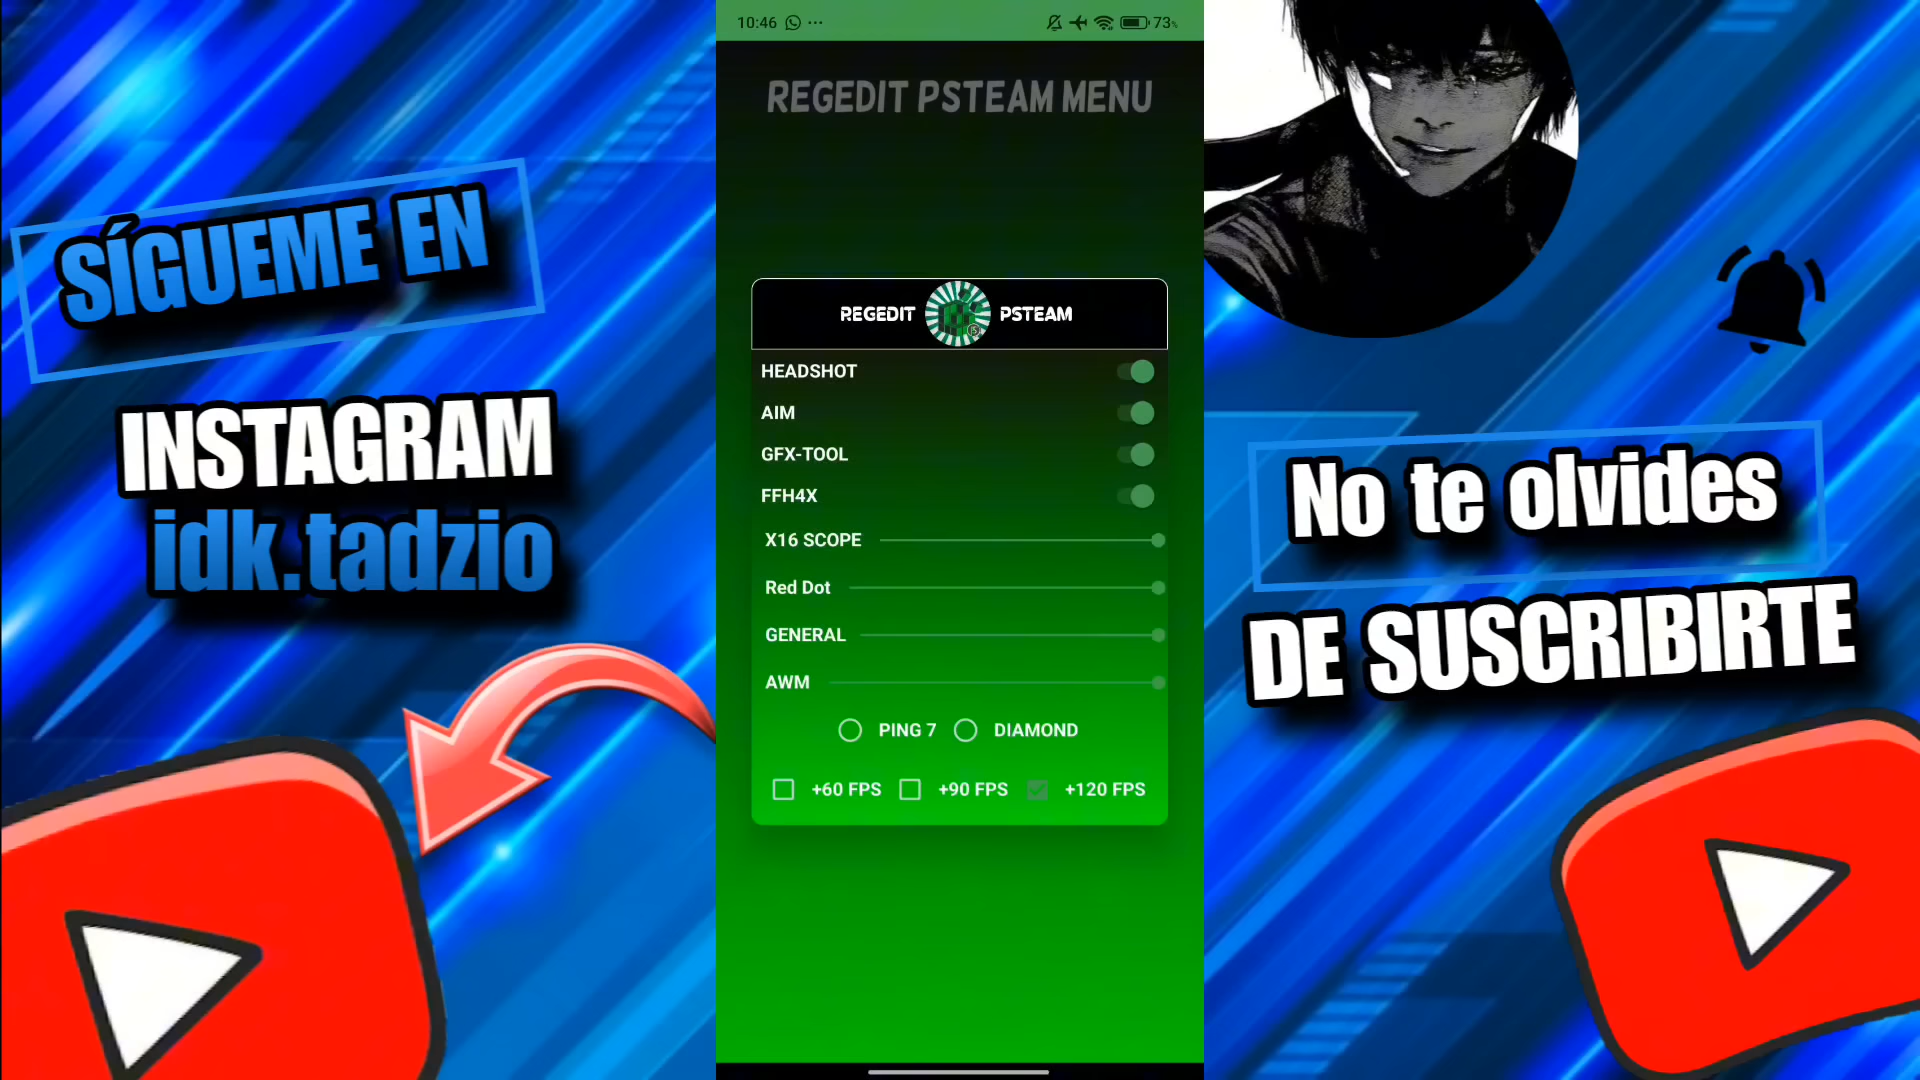 SÍGUEME EN
INSTAGRAM
idk.tadzio
10:46
73%
REGEDIT PSTEAM MENU
REGEDIT PSTEAM
HEADSHOT
AIM
GFX-TOOL
FFH4X
X16 SCOPE
Red Dot
GENERAL
AWM
PING 7 DIAMOND
+60 FPS +90 FPS +120 FPS
No te olvides
DE SUSCRIBIRTE